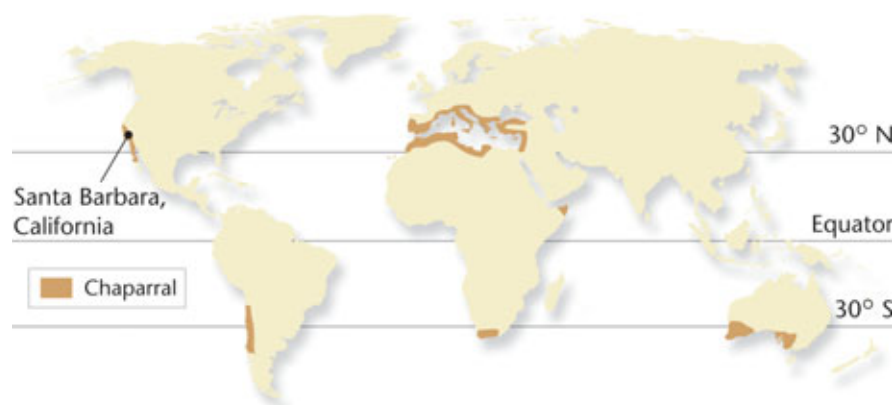 30° N
Santa Barbara,
California
Equator
Chaparral
30° S